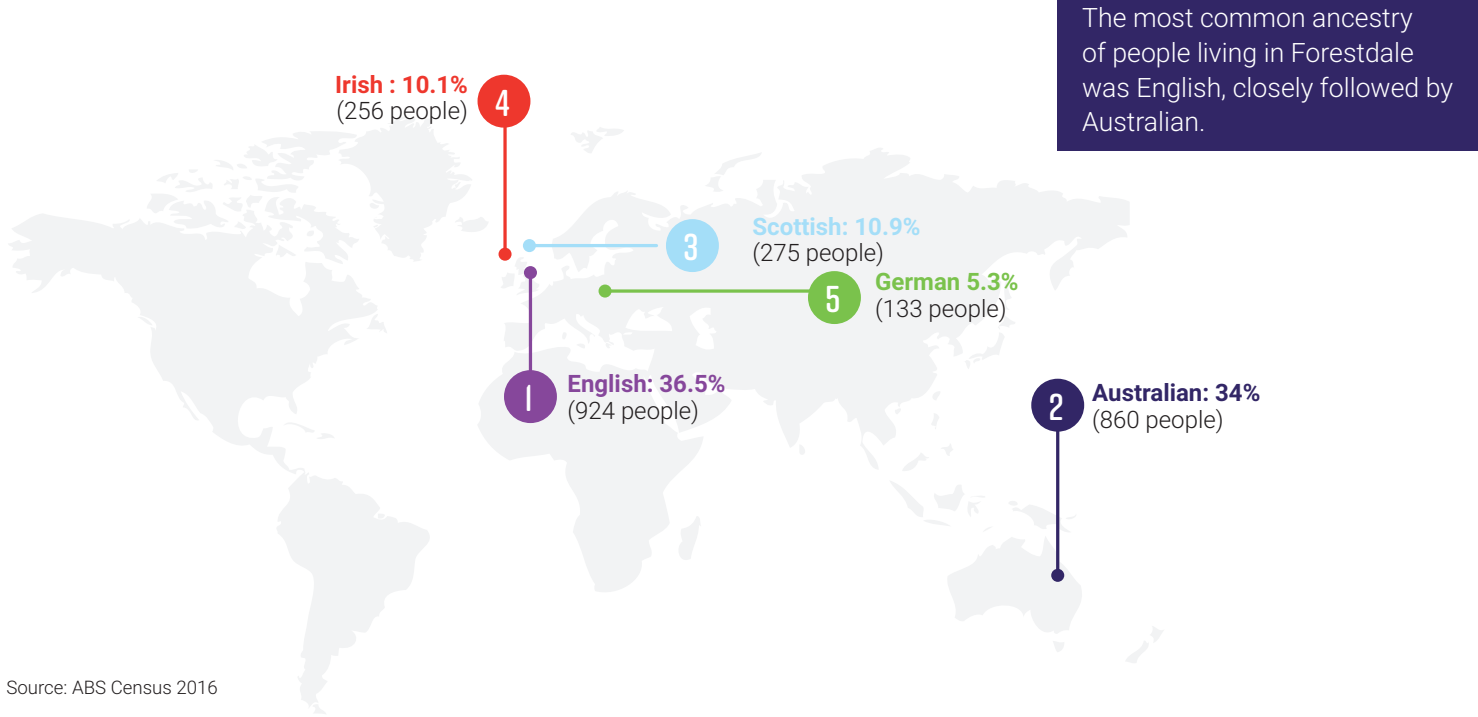 The most common ancestry
of people living in Forestdale
was English, closely followed by
Australian.
Irish : 10.1%
(256 people)
4
3
Scottish: 10.9%
(275 people)
5
German 5.3%
(133 people)
1
English: 36.5%
(924 people)
2
Australian: 34%
(860 people)
Source: ABS Census 2016